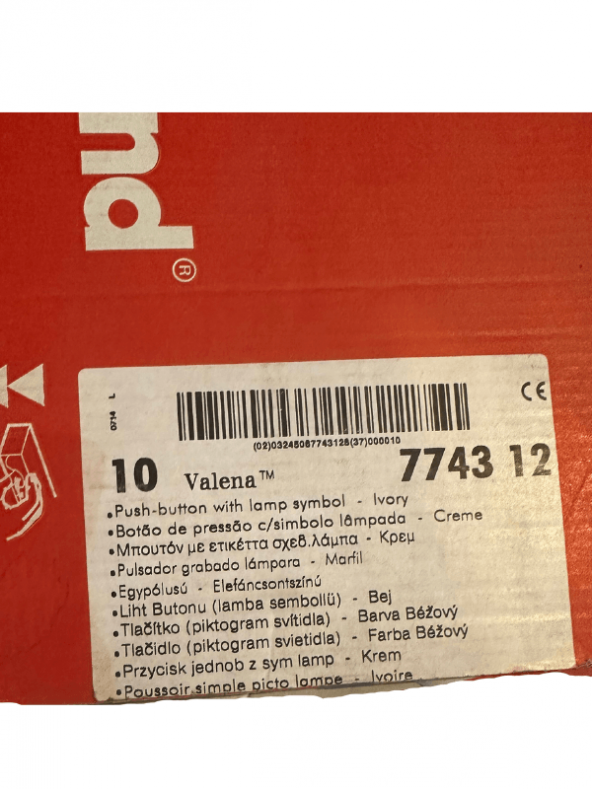 nd®
0714 L
CE
(02)03245067743128(37)000010
10 Valena™ 7743 12
•Push-button with lamp symbol - Ivory
•Botão de pressão c/simbolo lâmpada - Creme
•Μπουτόν με ετικέττα σχεδ.λάμπα - Κρεμ
•Pulsador grabado lámpara - Marfil
•Egypólusú - Elefáncsontszínű
•Liht Butonu (lamba sembollü) - Bej
•Tlačítko (piktogram svítidla) - Barva Béžový
•Tlačidlo (piktogram svietidla) - Farba Béžový
•Przycisk jednob z sym lamp - Krem
•Poussoir simple picto lampe - Ivoire